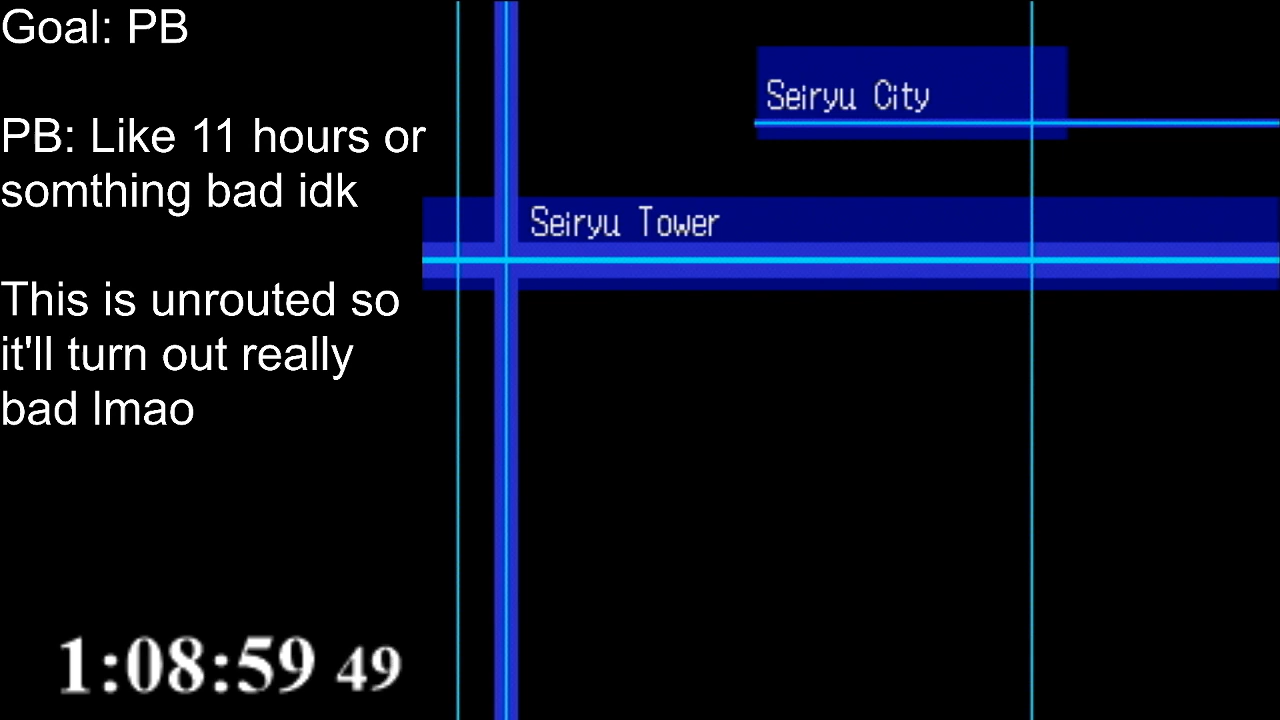 Goal: PB
PB: Like 11 hours or
somthing bad idk
This is unrouted so
it'll turn out really
bad lmao
Seiryu City
Seiryu Tower
1:08:59 49